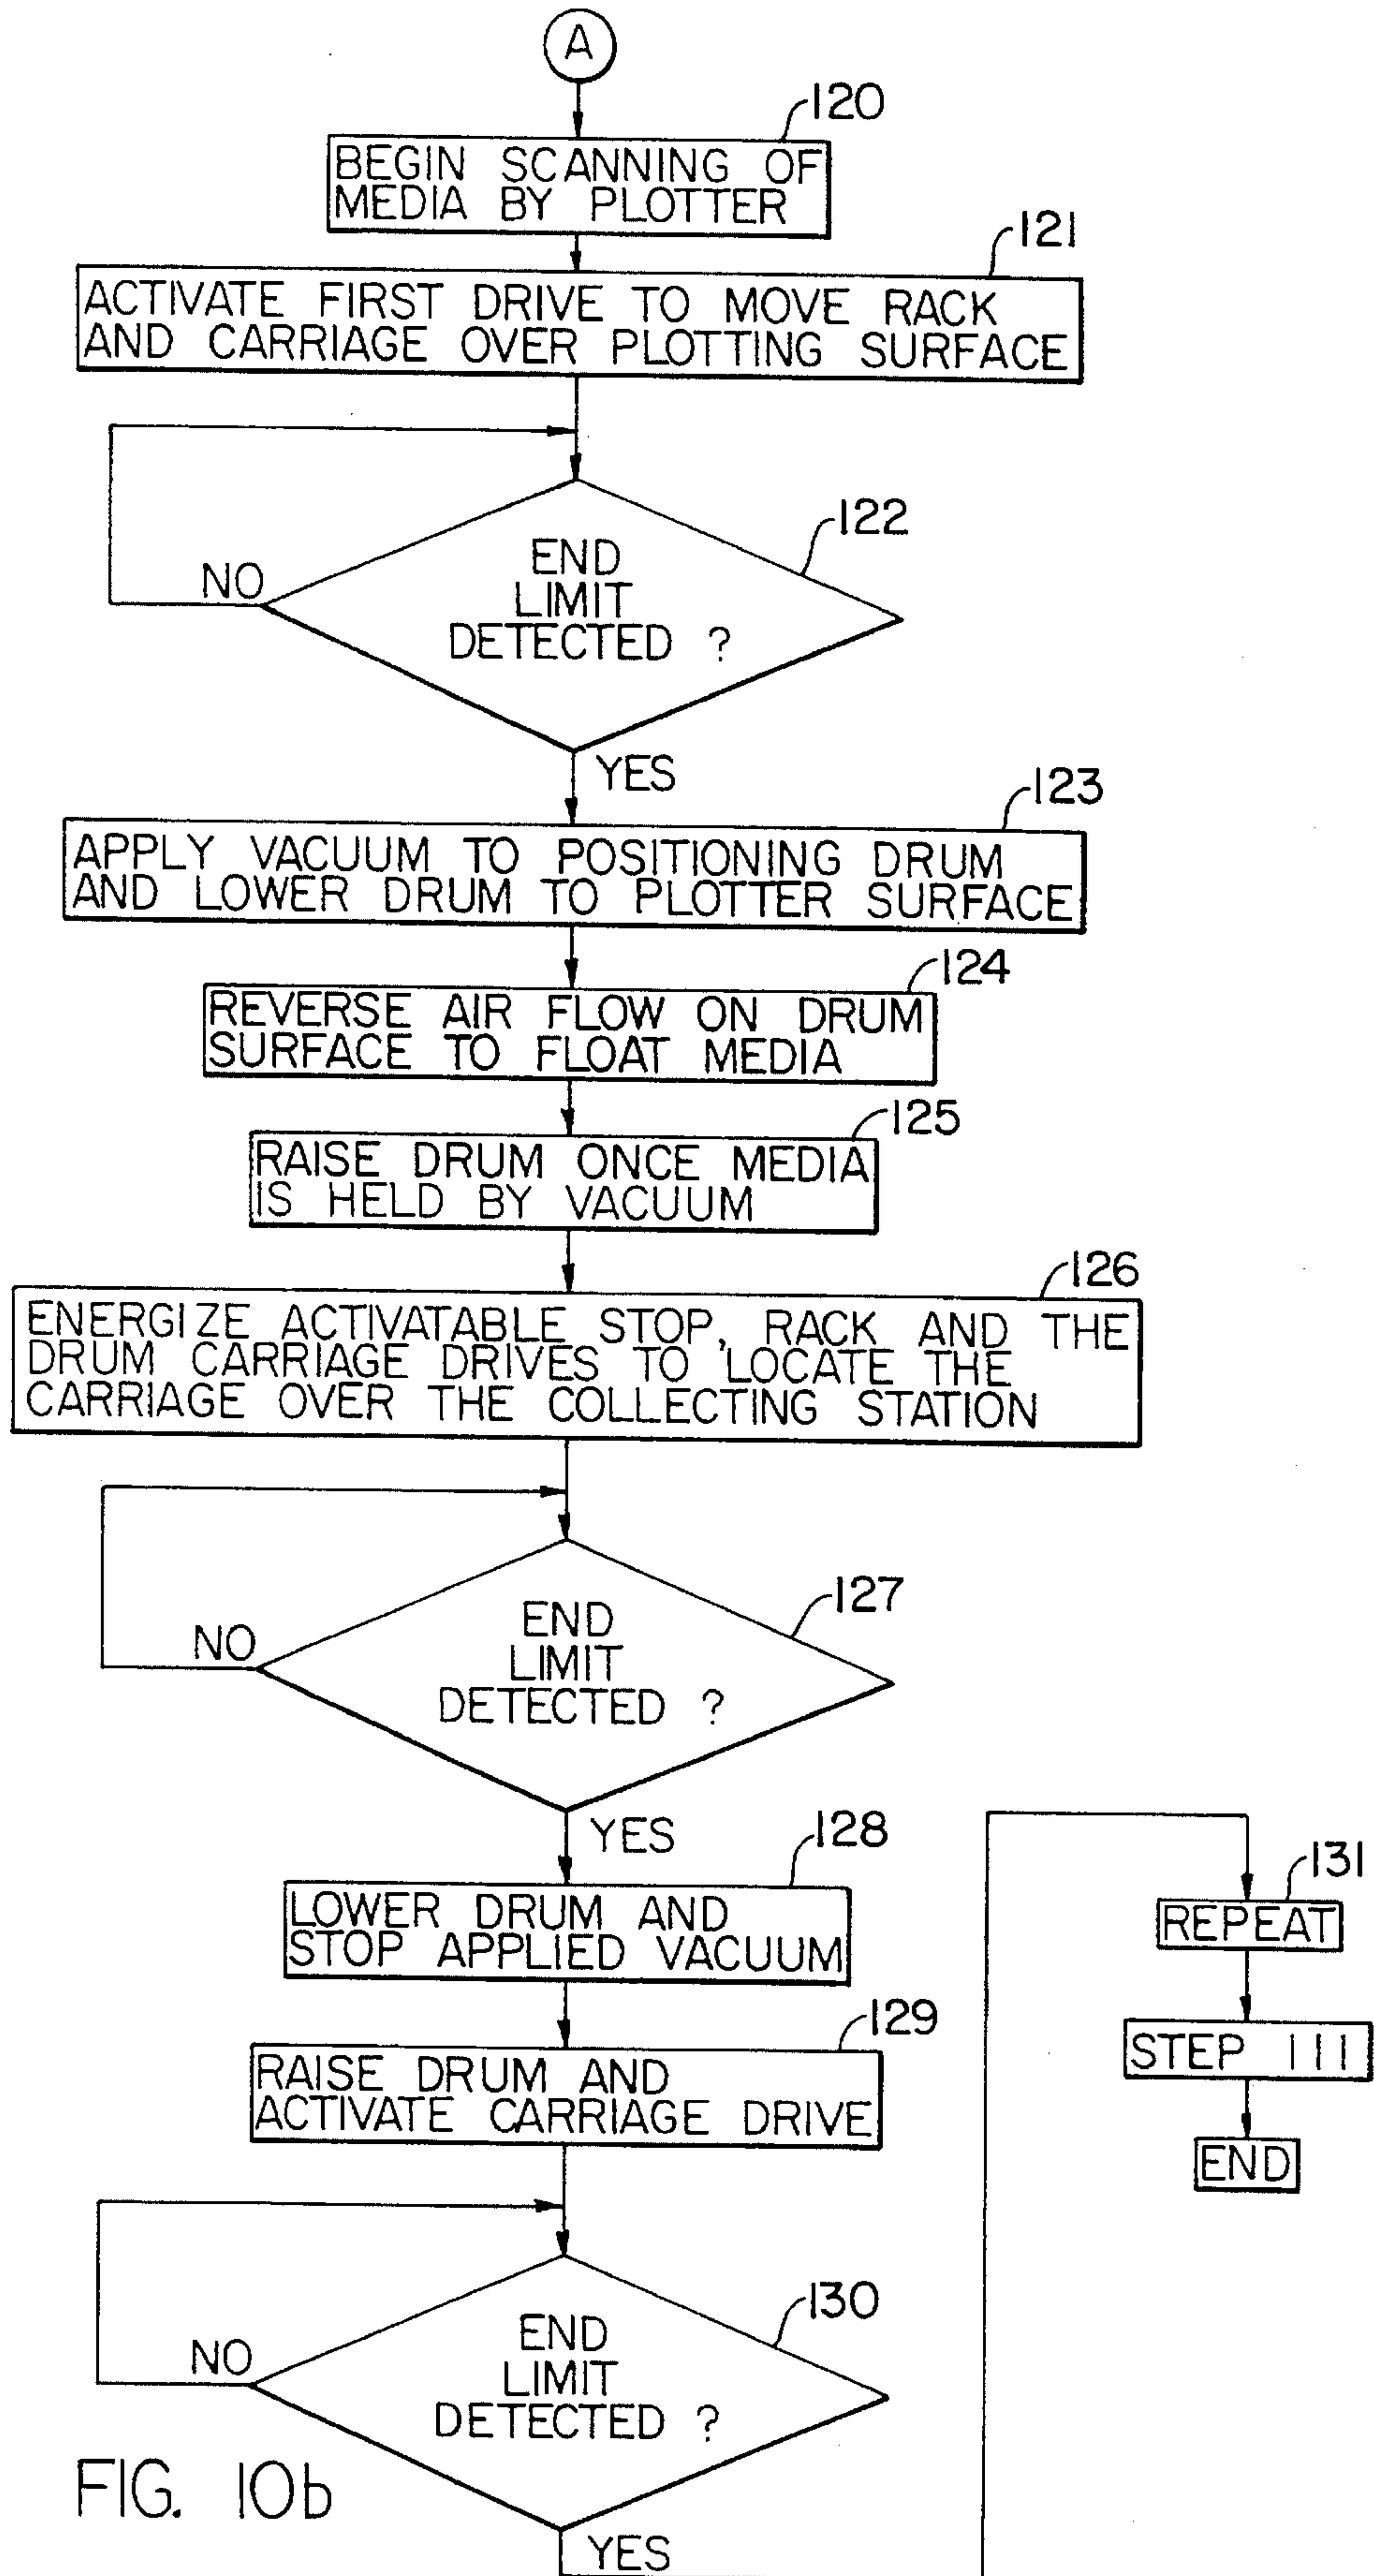 A
120
BEGIN SCANNING OF
MEDIA BY PLOTTER
121
ACTIVATE FIRST DRIVE TO MOVE RACK
AND CARRIAGE OVER PLOTTING SURFACE
122
END
LIMIT
DETECTED ?
NO
YES
123
APPLY VACUUM TO POSITIONING DRUM
AND LOWER DRUM TO PLOTTER SURFACE
124
REVERSE AIR FLOW ON DRUM
SURFACE TO FLOAT MEDIA
125
RAISE DRUM ONCE MEDIA
IS HELD BY VACUUM
126
ENERGIZE ACTIVATABLE STOP, RACK AND THE
DRUM CARRIAGE DRIVES TO LOCATE THE
CARRIAGE OVER THE COLLECTING STATION
127
END
LIMIT
DETECTED ?
NO
YES
128
LOWER DRUM AND
STOP APPLIED VACUUM
129
RAISE DRUM AND
ACTIVATE CARRIAGE DRIVE
130
END
LIMIT
DETECTED ?
NO
YES
131
REPEAT
STEP 111
END
FIG. 10b